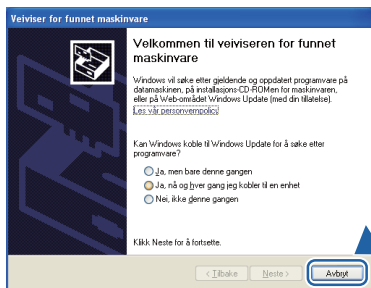 Veiviser for funnet maskinvare
Velkommen til veiviseren for funnet
maskinvare
Windows vil søke etter gjeldende og oppdatert programvare på
datamaskinen, på installasjons-CD-ROMen for maskinvaren,
eller på Web-området Windows Update (med din tillatelse).
Les vår personvernpolicy
Kan Windows koble til Windows Update for å søke etter
programvare?
Ja, men bare denne gangen
Ja, nå og hver gang jeg kobler til en enhet
Nei, ikke denne gangen
Klikk Neste for å fortsette.
< Tilbake Neste > Avbryt